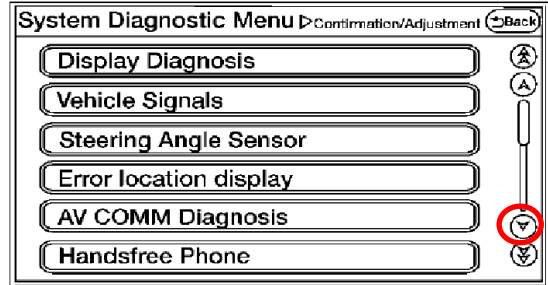 System Diagnostic Menu ▷Confirmation/Adjustment Back
Display Diagnosis
Vehicle Signals
Steering Angle Sensor
Error location display
AV COMM Diagnosis
Handsfree Phone